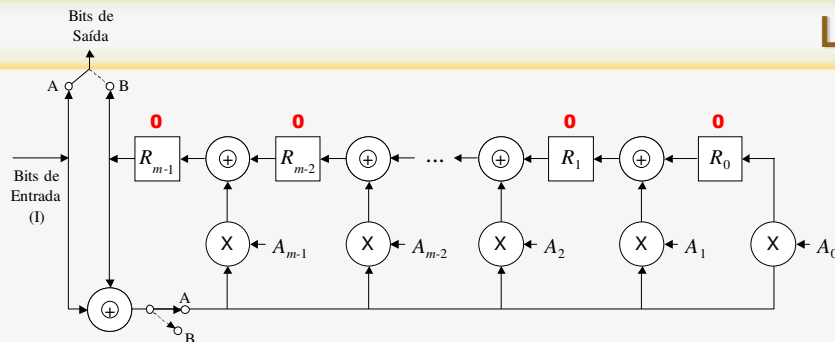 Bits de
Saída
L
A B
0 0 0 0
R_{m-1} + R_{m-2} + ... + R_1 + R_0
Bits de
Entrada
(I)
X A_{m-1} X A_{m-2} X A_2 X A_1 X A_0
+ A
B